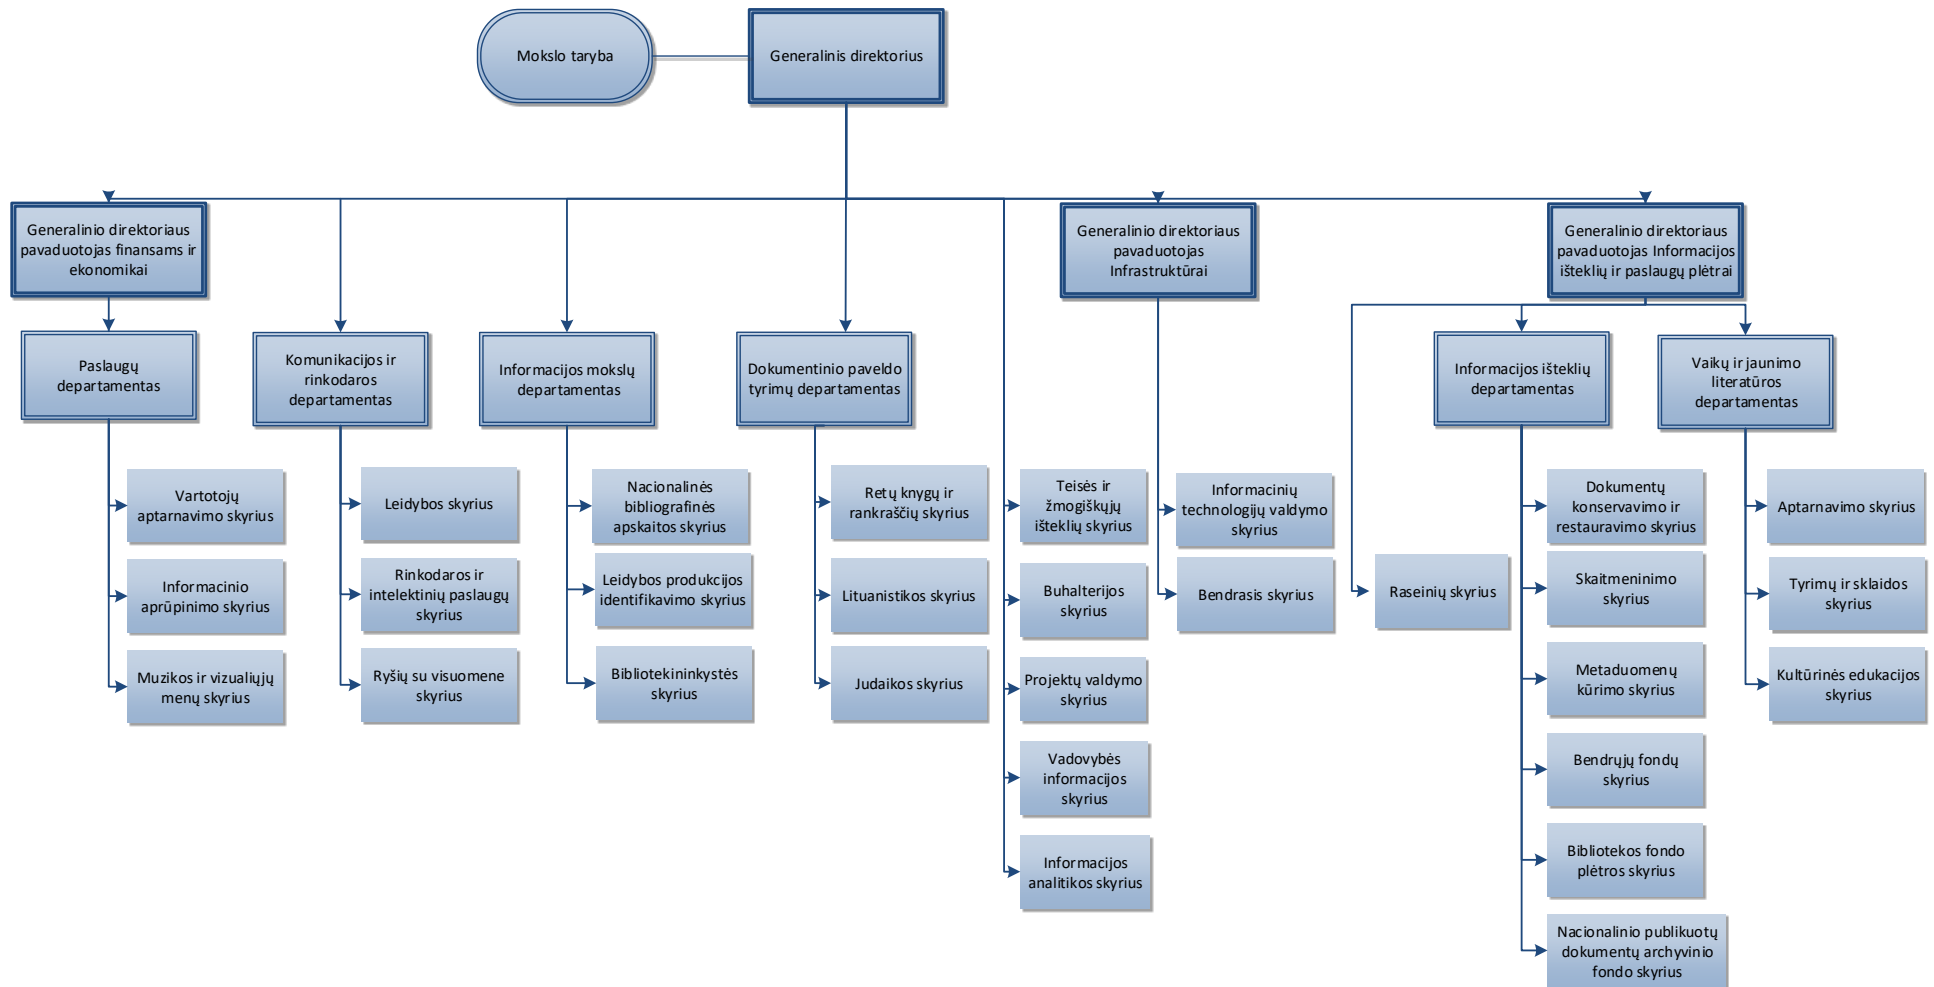 Mokslo taryba
Generalinis direktorius
Generalinio direktoriaus
pavaduotojas finansams ir
ekonomikai
Generalinio direktoriaus
pavaduotojas
Infrastruktūrai
Generalinio direktoriaus
pavaduotojas Informacijos
išteklių ir paslaugų plėtrai
Paslaugų
departamentas
Komunikacijos ir
rinkodaros
departamentas
Informacijos mokslų
departamentas
Dokumentinio paveldo
tyrimų departamentas
Informacijos išteklių
departamentas
Vaikų ir jaunimo
literatūros
departamentas
Vartotojų
aptarnavimo skyrius
Informacinio
aprūpinimo skyrius
Muzikos ir vizualiųjų
menų skyrius
Leidybos skyrius
Rinkodaros ir
intelektinių paslaugų
skyrius
Ryšių su visuomene
skyrius
Nacionalinės
bibliografinės
apskaitos skyrius
Leidybos produkcijos
identifikavimo skyrius
Bibliotekininkystės
skyrius
Retų knygų ir
rankraščių skyrius
Lituanistikos skyrius
Judaikos skyrius
Teisės ir
žmogiškųjų
išteklių skyrius
Buhalterijos
skyrius
Projektų valdymo
skyrius
Vadovybės
informacijos
skyrius
Informacijos
analitikos skyrius
Informacinių
technologijų valdymo
skyrius
Bendrasis skyrius
Raseinių skyrius
Dokumentų
konservavimo ir
restauravimo skyrius
Skaitmeninimo
skyrius
Metaduomenų
kūrimo skyrius
Bendrųjų fondų
skyrius
Bibliotekos fondo
plėtros skyrius
Nacionalinio publikuotų
dokumentų archyvinio
fondo skyrius
Aptarnavimo skyrius
Tyrimų ir sklaidos
skyrius
Kultūrinės edukacijos
skyrius